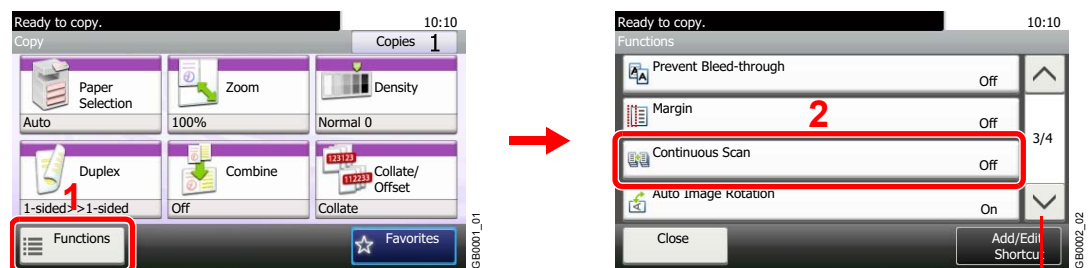 Ready to copy. 10:10
Copy Copies 1
Paper Selection
Auto
Zoom
100%
Density
Normal 0
Duplex
1-sided>>1-sided
Combine
Off
123123
112233
Collate/
Offset
Collate
1
Functions
Favorites
GB0001_01
Ready to copy. 10:10
Functions
Prevent Bleed-through
Off
Margin
Off
2
Continuous Scan
Off
3/4
Auto Image Rotation
On
Close
Add/Edit
Shortcut
GB0002_02